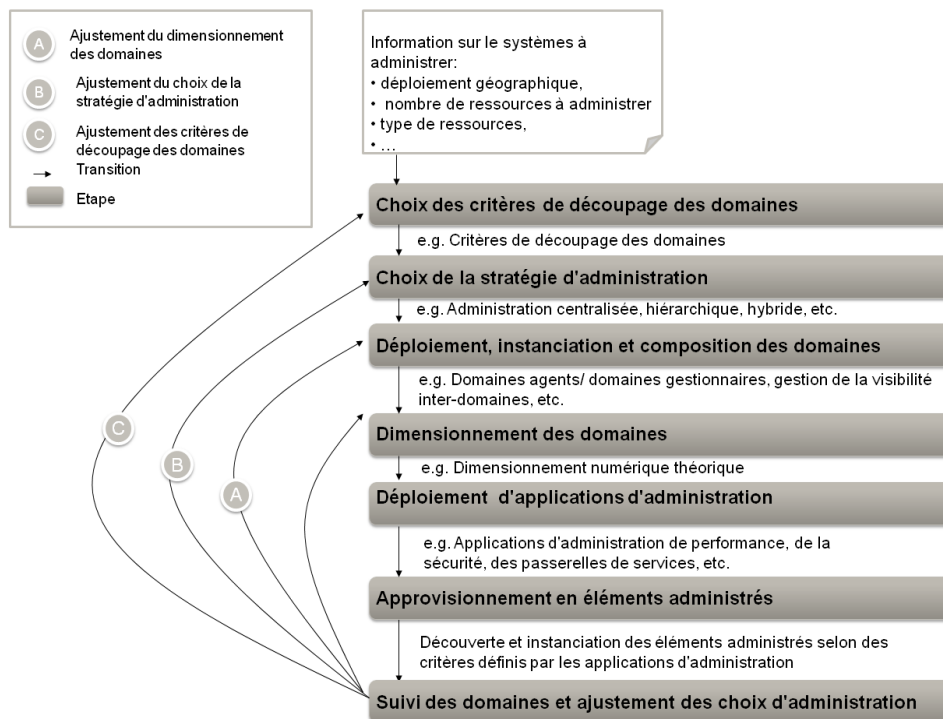 A
Ajustement du dimensionnement
des domaines
B
Ajustement du choix de la
stratégie d'administration
C
Ajustement des critères de
découpage des domaines
Transition
Etape
Information sur le systèmes à
administrer:
• déploiement géographique,
• nombre de ressources à administrer
• type de ressources,
• ...
Choix des critères de découpage des domaines
e.g. Critères de découpage des domaines
Choix de la stratégie d'administration
e.g. Administration centralisée, hiérarchique, hybride, etc.
Déploiement, instanciation et composition des domaines
e.g. Domaines agents/ domaines gestionnaires, gestion de la visibilité
inter-domaines, etc.
Dimensionnement des domaines
e.g. Dimensionnement numérique théorique
Déploiement d'applications d'administration
e.g. Applications d'administration de performance, de la
sécurité, des passerelles de services, etc.
Approvisionnement en éléments administrés
Découverte et instanciation des éléments administrés selon des
critères définis par les applications d'administration
Suivi des domaines et ajustement des choix d'administration
C
B
A